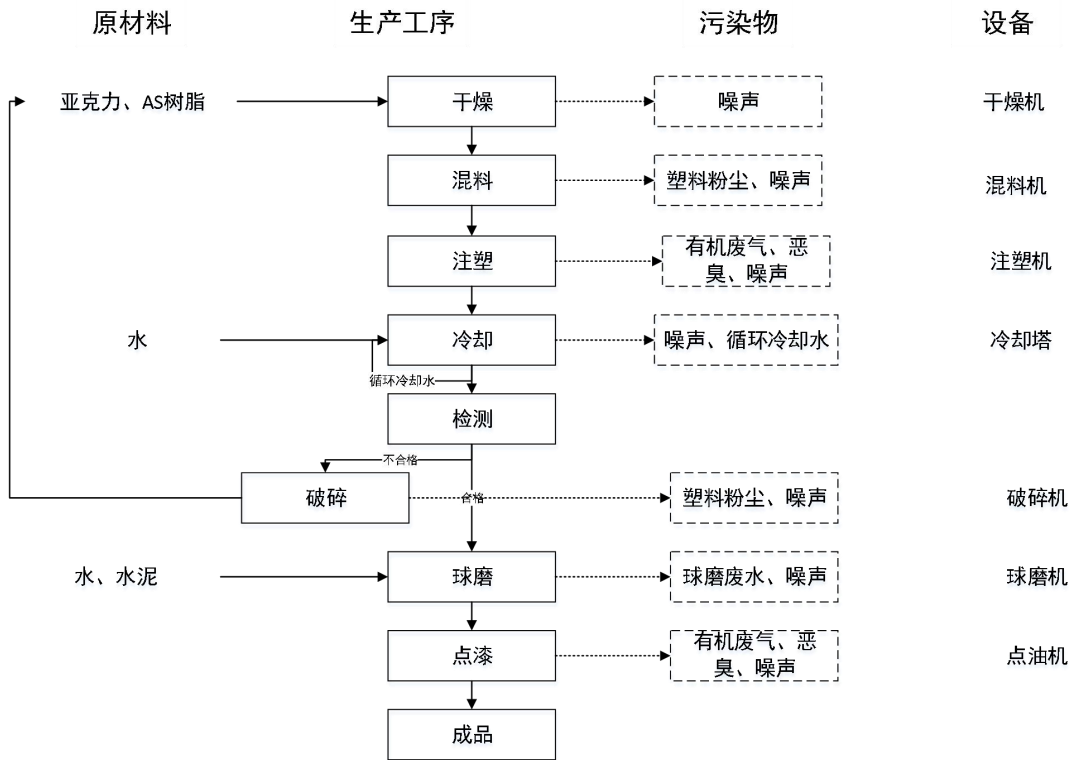 原材料 生产工序 污染物 设备
亚克力、AS树脂 干燥 噪声 干燥机
混料 塑料粉尘、噪声 混料机
注塑 有机废气、恶 注塑机
臭、噪声
水 冷却 噪声、循环冷却水 冷却塔
循环冷却水
检测
不合格
破碎 合格 塑料粉尘、噪声 破碎机
水、水泥 球磨 球磨废水、噪声 球磨机
点漆 有机废气、恶 点油机
臭、噪声
成品